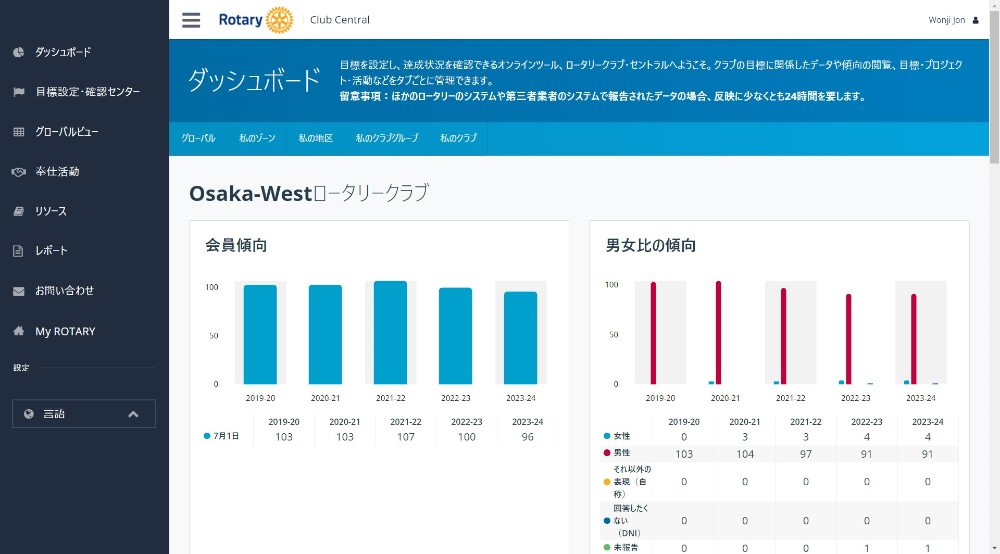 ダッシュボード
目標設定・確認センター
グローバルビュー
奉仕活動
リソース
レポート
お問い合わせ
My ROTARY
設定
言語
Rotary
Club Central
Wonji Jon
ダッシュボード
目標を設定し、達成状況を確認できるオンラインツール、ロータリークラブ・セントラルへようこそ。クラブの目標に関係したデータや傾向の閲覧、目標・プロジェク
ト・活動などをタブごとに管理できます。
留意事項：ほかのロータリーのシステムや第三者業者のシステムで報告されたデータの場合、反映に少なくとも24時間を要します。
グローバル 私のゾーン 私の地区 私のクラブグループ 私のクラブ
Osaka-Westロータリークラブ
会員傾向
100
50
0
2019-20 2020-21 2021-22 2022-23 2023-24
2019-20 2020-21 2021-22 2022-23 2023-24
7月1日 103 103 107 100 96
男女比の傾向
100
50
0
2019-20 2020-21 2021-22 2022-23 2023-24
2019-20 2020-21 2021-22 2022-23 2023-24
女性 0 3 3 4 4
男性 103 104 97 91 91
それ以外の
表現（自 0 0 0 0 0
称）
回答したく
ない 0 0 0 0 0
（DNI）
未報告 0 0 0 1 1